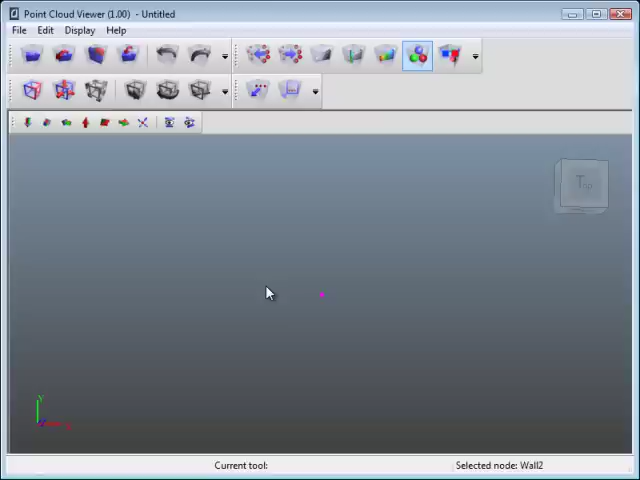 Point Cloud Viewer (1.00) - Untitled
File Edit Display Help
Top
Y
Current tool:
Selected node: Wall2